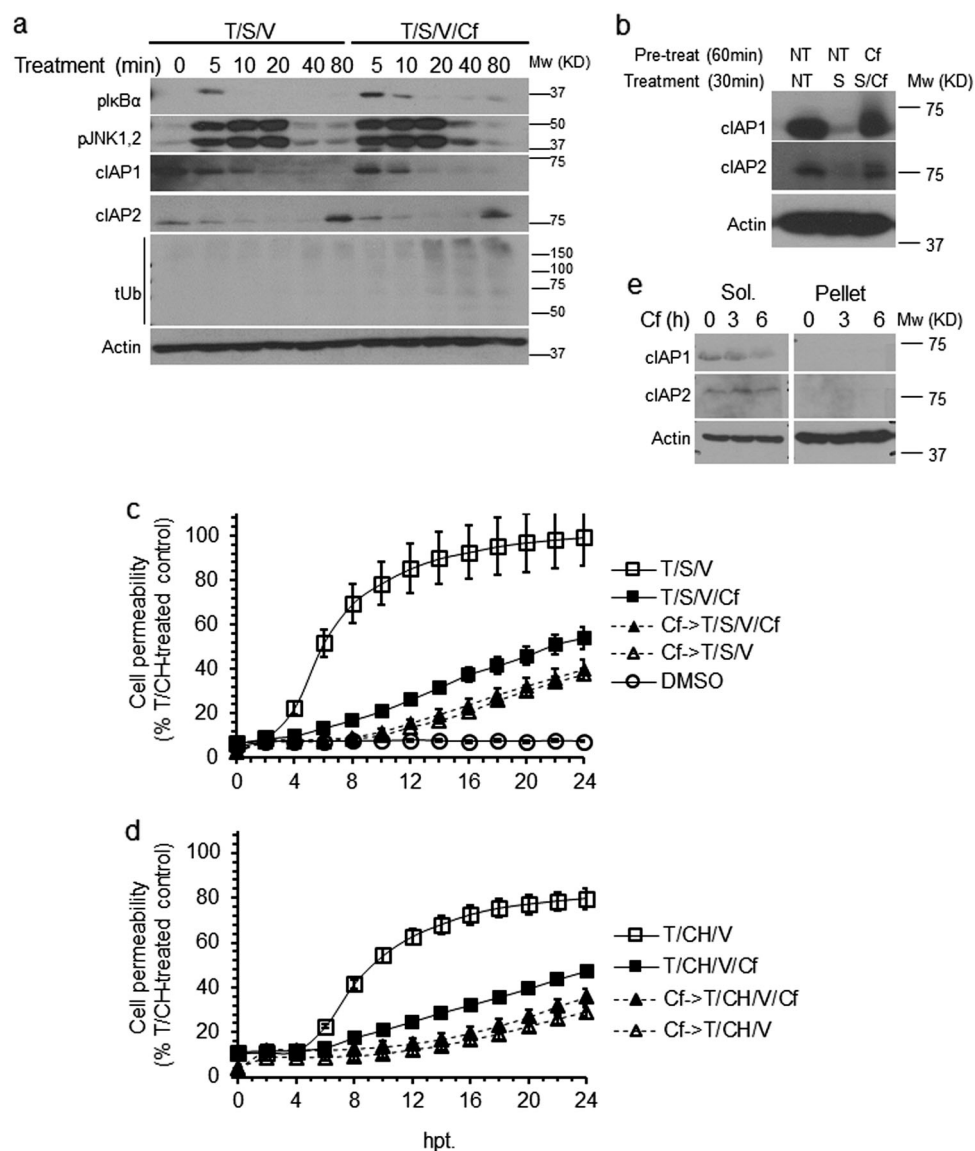 a
T/S/V T/S/V/Cf
Treatment (min) 0 5 10 20 40 80 5 10 20 40 80 Mw (KD)
pIκBα 37
pJNK1,2 50
37
cIAP1 75
cIAP2 75
tUb 150
100
75
50
Actin 37
b
Pre-treat (60min) NT NT Cf
Treatment (30min) NT S S/Cf Mw (KD)
cIAP1 75
cIAP2 75
Actin
37
e
Sol. Pellet
Cf (h) 0 3 6 0 3 6 Mw (KD)
cIAP1 75
cIAP2 75
Actin
37
c
Cell permeability
(% T/CH-treated control)
100
80
60
40
20
0
0 4 8 12 16 20 24
T/S/V
T/S/V/Cf
Cf->T/S/V/Cf
Cf->T/S/V
DMSO
d
Cell permeability
(% T/CH-treated control)
100
80
60
40
20
0
0 4 8 12 16 20 24
hpt.
T/CH/V
T/CH/V/Cf
Cf->T/CH/V/Cf
Cf->T/CH/V